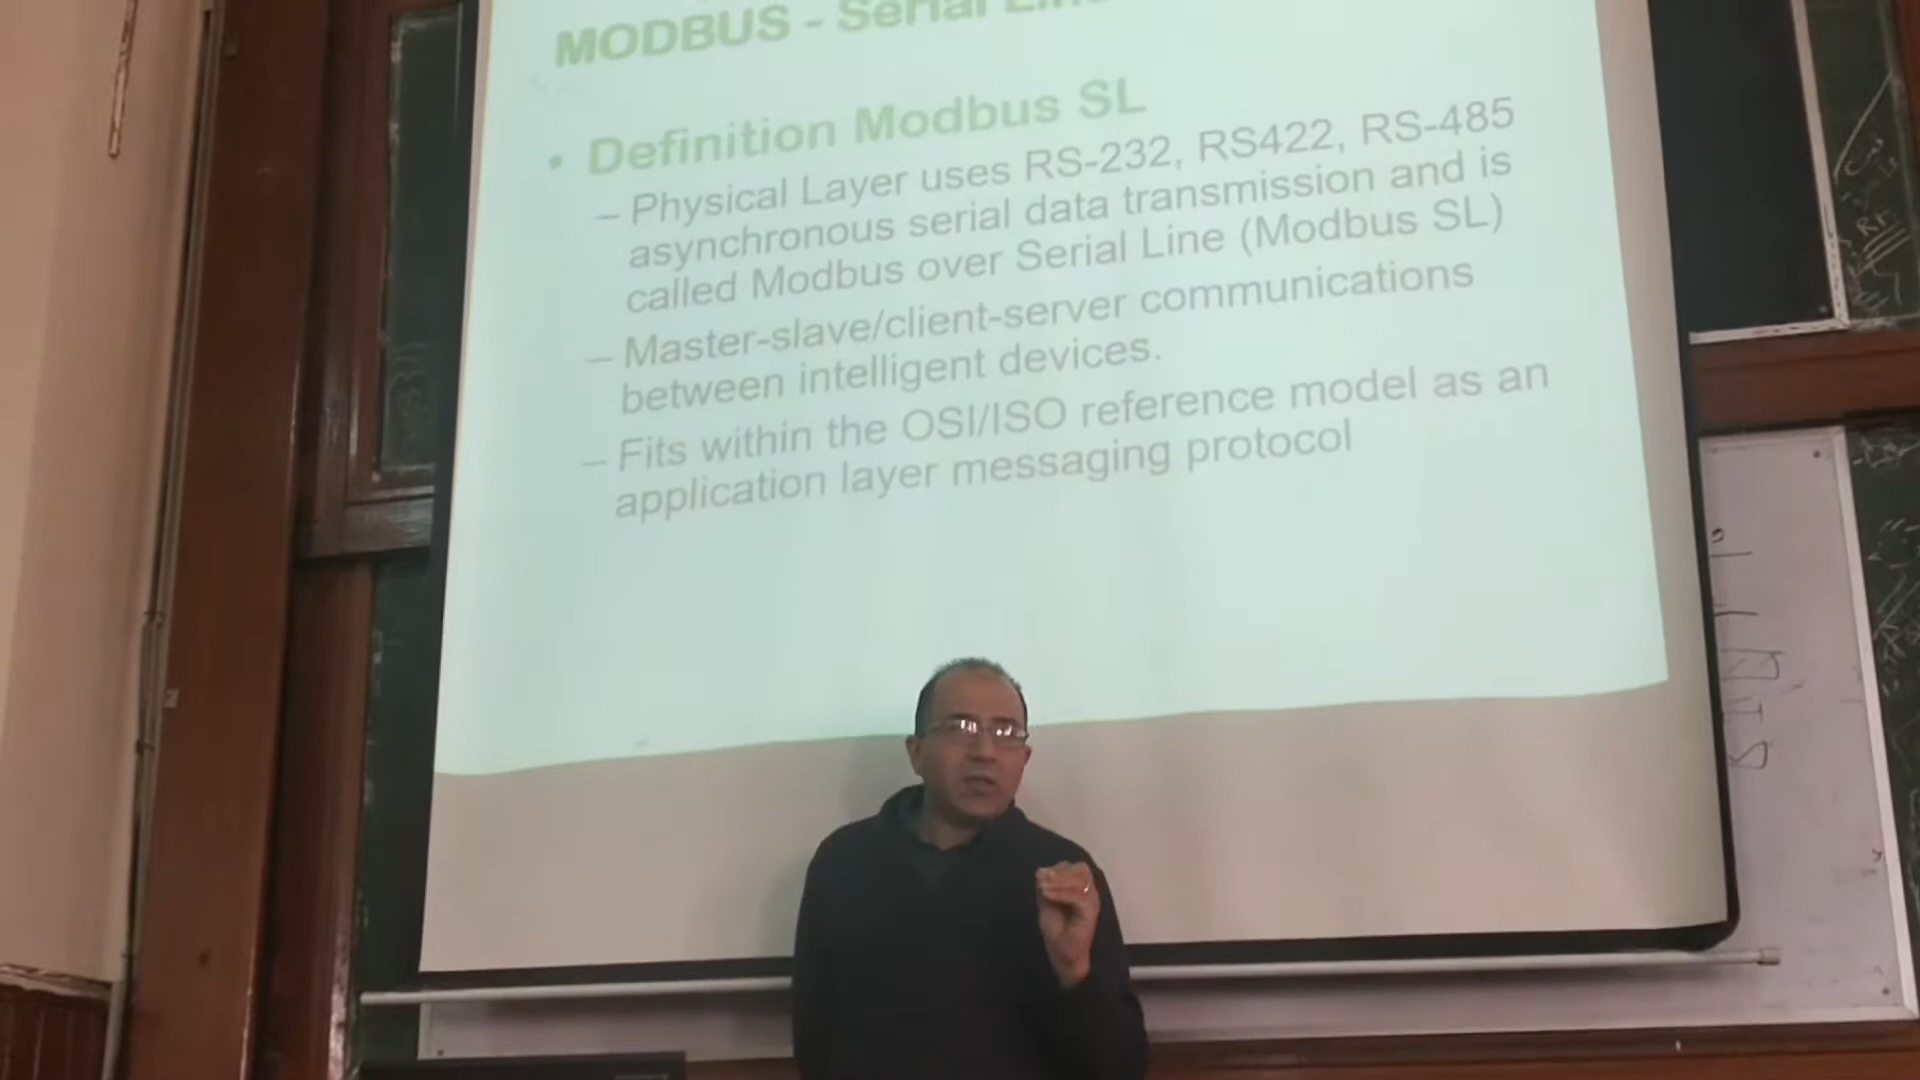 MODBUS - Serial Line
• Definition Modbus SL
– Physical Layer uses RS-232, RS422, RS-485
asynchronous serial data transmission and is
called Modbus over Serial Line (Modbus SL)
– Master-slave/client-server communications
between intelligent devices.
– Fits within the OSI/ISO reference model as an
application layer messaging protocol